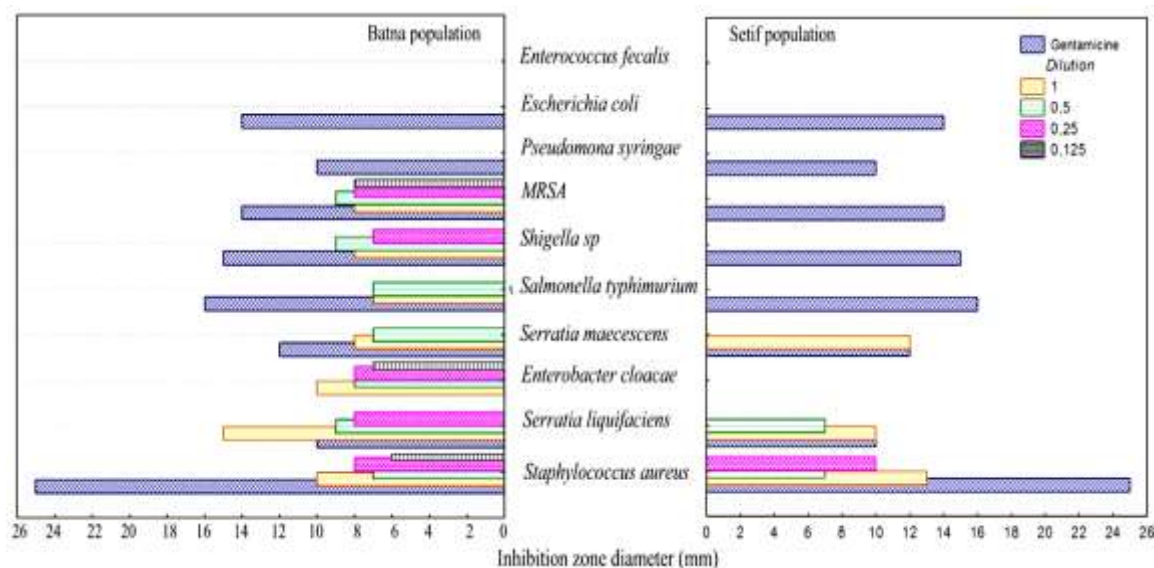 Batna population
Setif population
Enterococcus fecalis
Escherichia coli
Pseudomona syringae
MRSA
Shigella sp
Salmonella typhimurium
Serratia maecescens
Enterobacter cloacae
Serratia liquifaciens
Staphylococcus aureus
Gentamicine
Dilution
1
0.5
0,25
0,125
26 24 22 20 18 16 14 12 10 8 6 4 2 0
0 2 4 6 8 10 12 14 16 18 20 22 24 26
Inhibition zone diameter (mm)